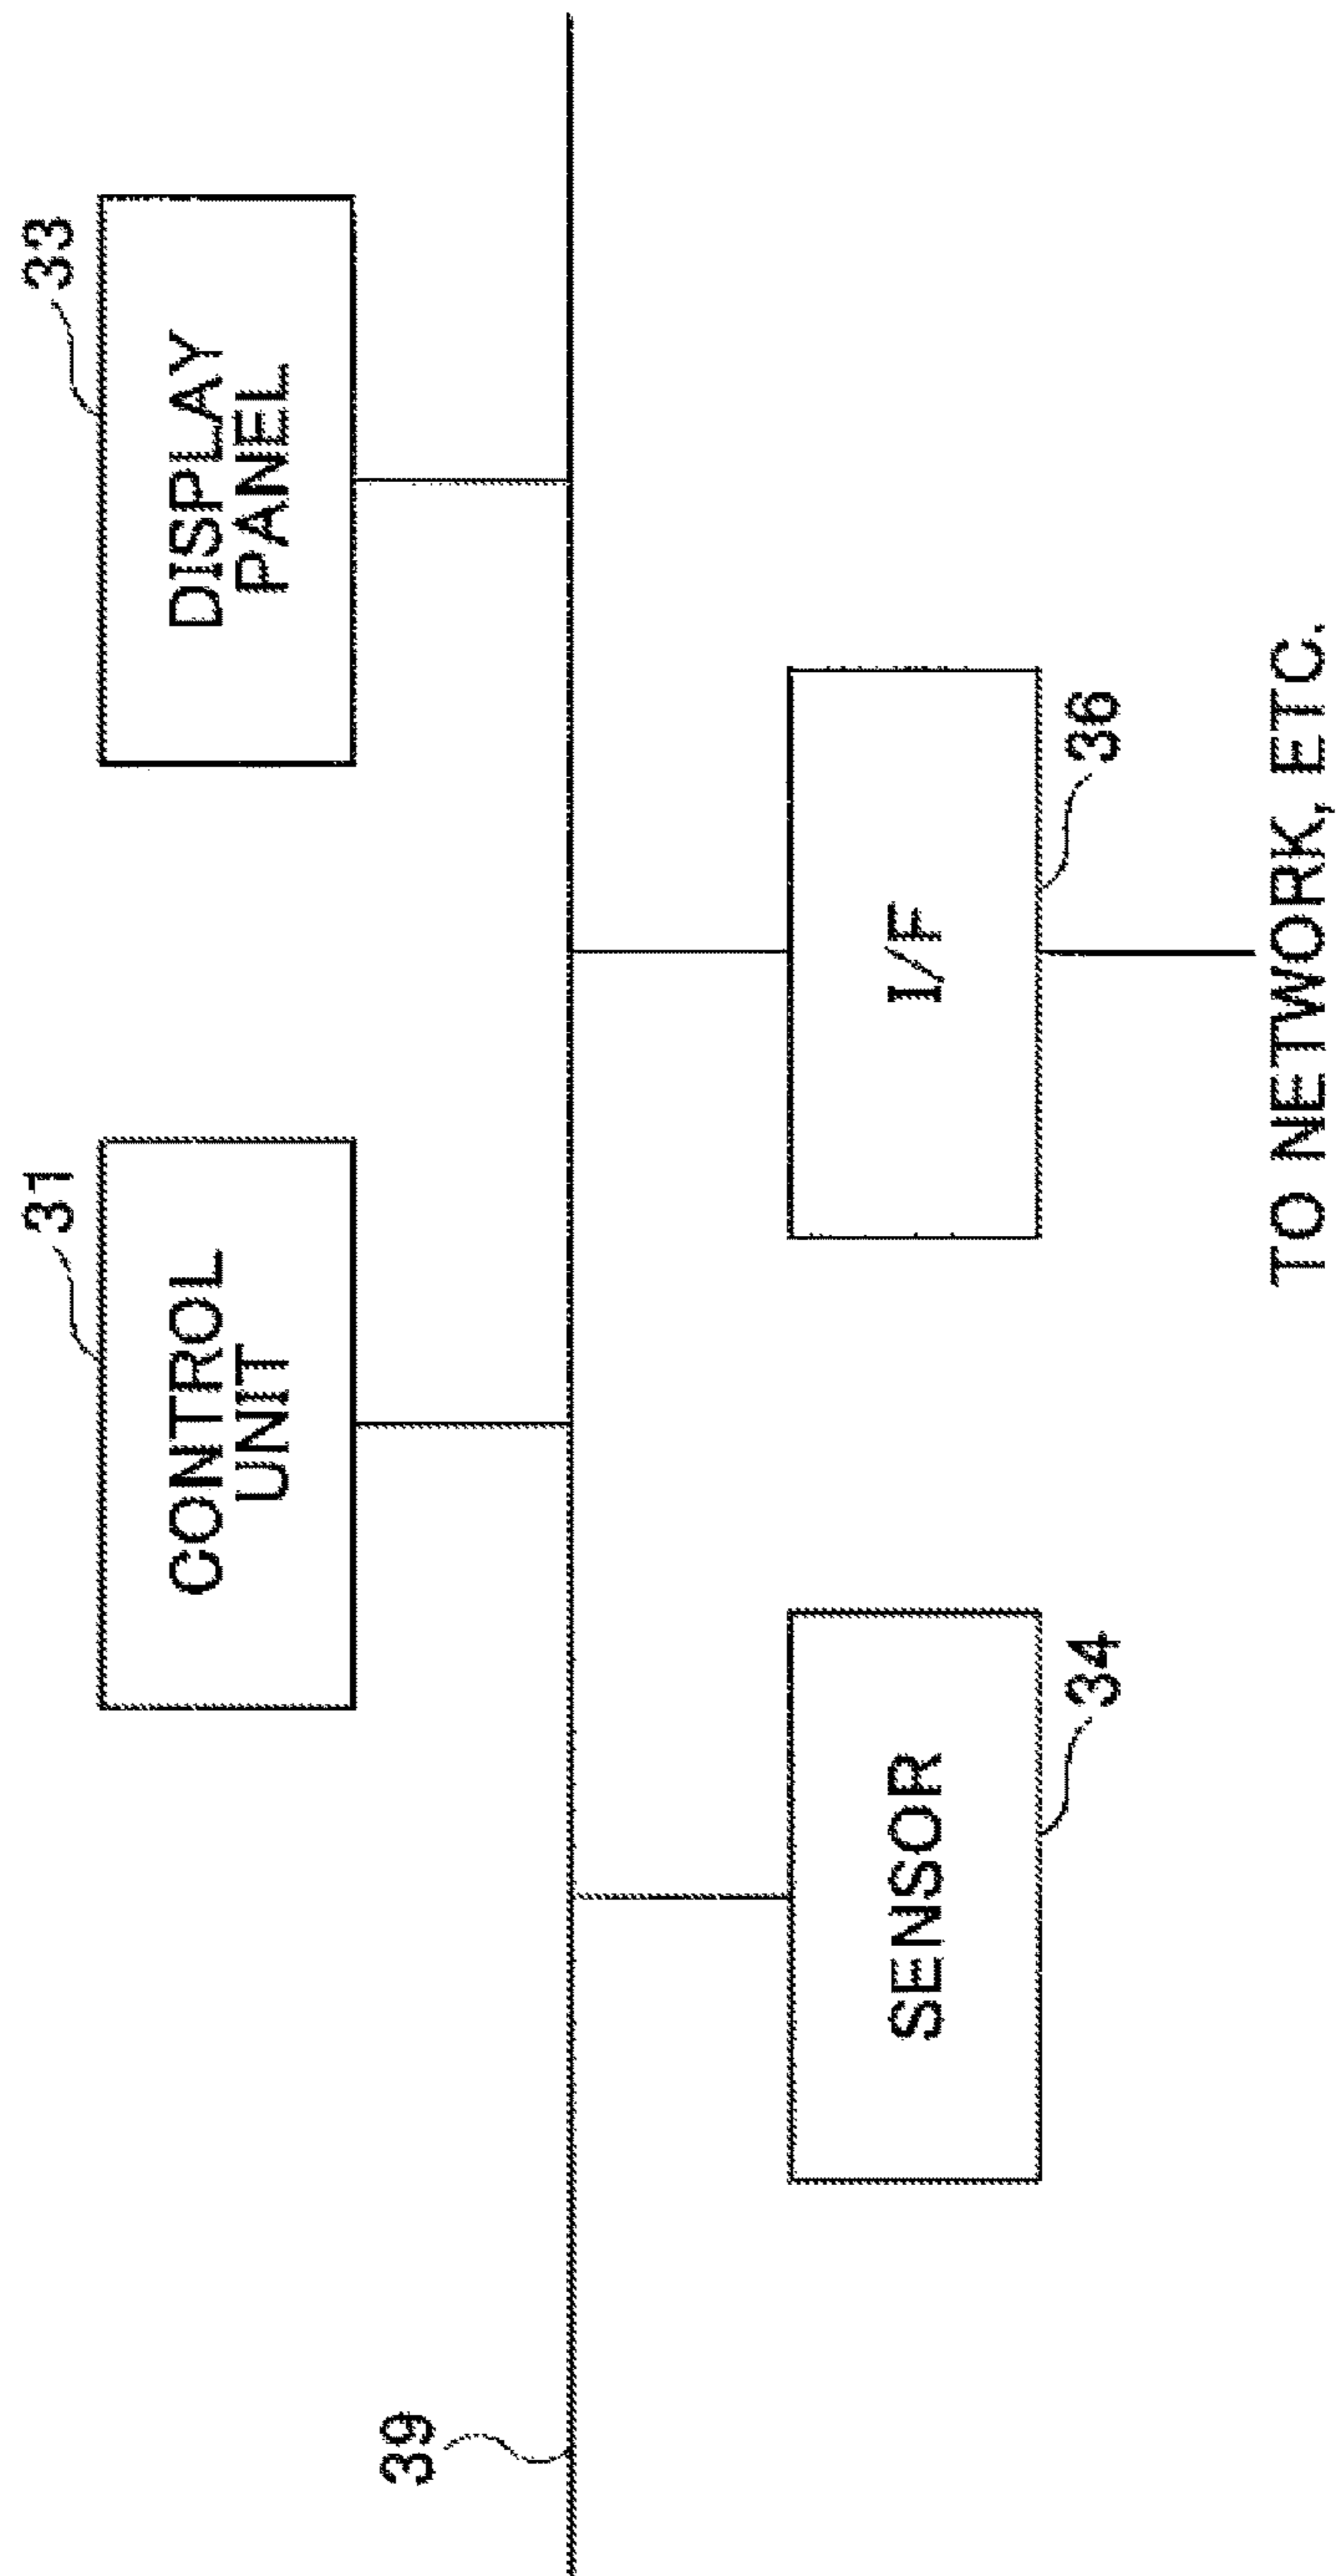 31
33
CONTROL
UNIT
DISPLAY
PANEL
39
SENSOR
I/F
34
36
TO NETWORK, ETC.